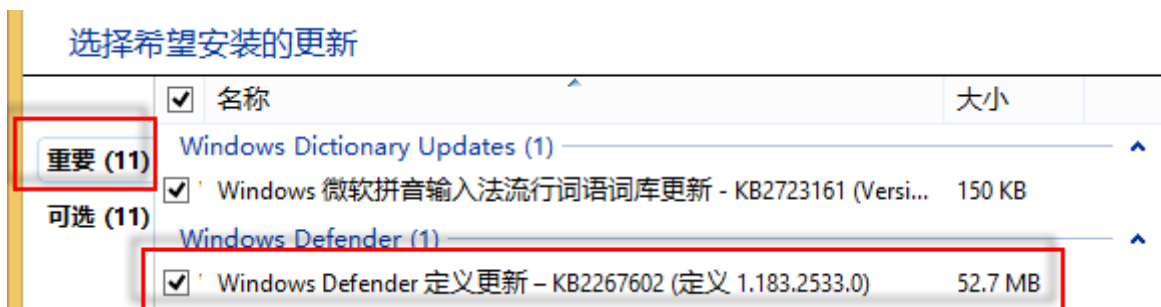 选择希望安装的更新
名称 大小
重要 (11)
可选 (11)
Windows Dictionary Updates (1)
Windows 微软拼音输入法流行词语词库更新 - KB2723161 (Versi... 150 KB
Windows Defender (1)
Windows Defender 定义更新 – KB2267602 (定义 1.183.2533.0) 52.7 MB